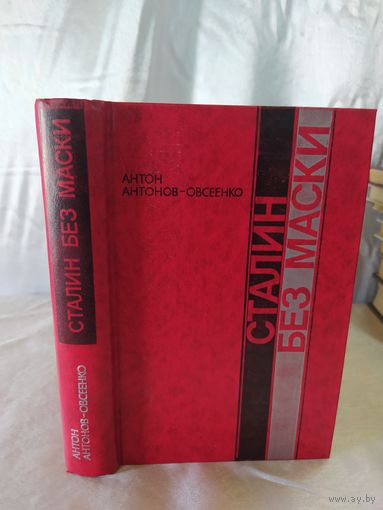 АНТОН
АНТОНОВ-ОВСЕЕНКО
СТАЛИН
БЕЗ МАСКИ
СТАЛИН БЕЗ МАСКИ
АНТОН
АНТОНОВ-ОВСЕЕНКО
www.ay.by